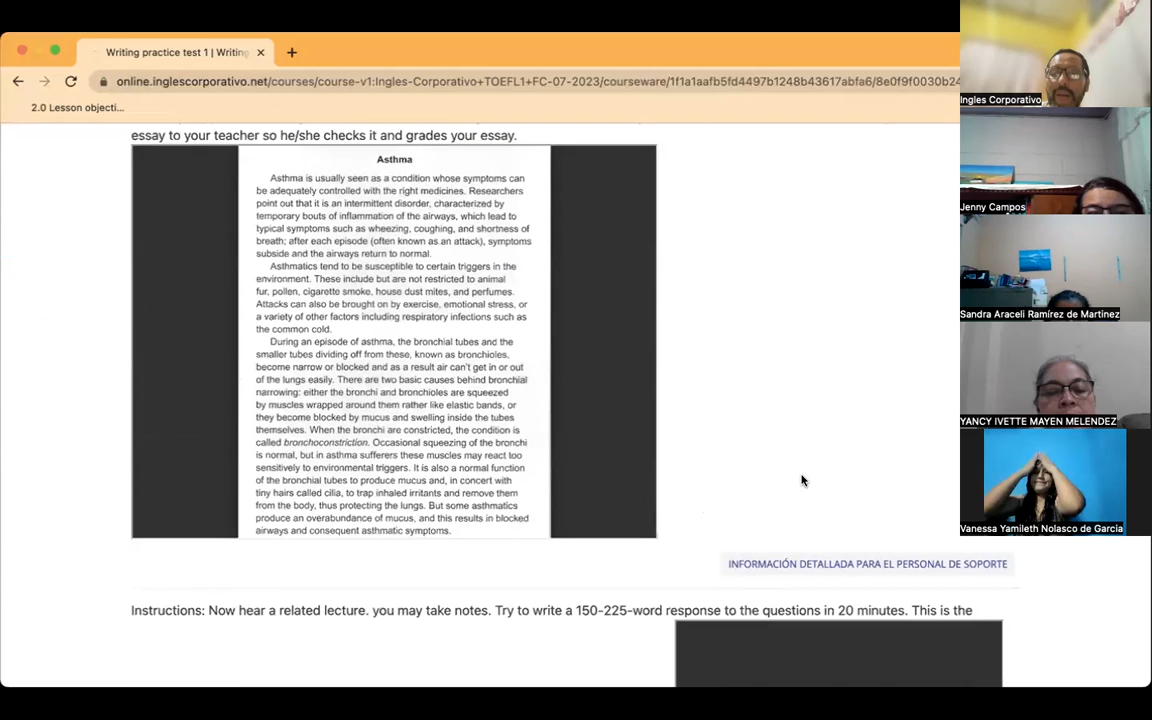 Writing practice test 1 | Writing
online.inglescorporativo.net/courses/course-v1:Ingles-Corporativo+TOEFL1+FC-07-2023/courseware/1f1a1aafb5fd4497b1248b43617abfa6/8e0f9f0030b24
2.0 Lesson objecti...
essay to your teacher so he/she checks it and grades your essay.
Asthma
Asthma is usually seen as a condition whose symptoms can
be adequately controlled with the right medicines. Researchers
point out that it is an intermittent disorder, characterized by
temporary bouts of inflammation of the airways, which lead to
typical symptoms such as wheezing, coughing, and shortness of
breath; after each episode (often known as an attack), symptoms
subside and the airways return to normal.
Asthmatics tend to be susceptible to certain triggers in the
environment. These include but are not restricted to animal
fur, pollen, cigarette smoke, house dust mites, and perfumes.
Attacks can also be brought on by exercise, emotional stress, or
a variety of other factors including respiratory infections such as
the common cold.
During an episode of asthma, the bronchial tubes and the
smaller tubes dividing off from these, known as bronchioles,
become narrow or blocked and as a result air can't get in or out
of the lungs easily. There are two basic causes behind bronchial
narrowing: either the bronchi and bronchioles are squeezed
by muscles wrapped around them rather like elastic bands, or
they become blocked by mucus and swelling inside the tubes
themselves. When the bronchi are constricted, the condition is
called bronchoconstriction. Occasional squeezing of the bronchi
is normal, but in asthma sufferers these muscles may react too
sensitively to environmental triggers. It is also a normal function
of the bronchial tubes to produce mucus and, in concert with
tiny hairs called cilia, to trap inhaled irritants and remove them
from the body, thus protecting the lungs. But some asthmatics
produce an overabundance of mucus, and this results in blocked
airways and consequent asthmatic symptoms.
INFORMACIÓN DETALLADA PARA EL PERSONAL DE SOPORTE
Instructions: Now hear a related lecture. you may take notes. Try to write a 150-225-word response to the questions in 20 minutes. This is the
Ingles Corporativo
Jenny Campos
Sandra Araceli Ramírez de Martinez
YANCY IVETTE MAYEN MELENDEZ
Vanessa Yamileth Nolasco de Garcia